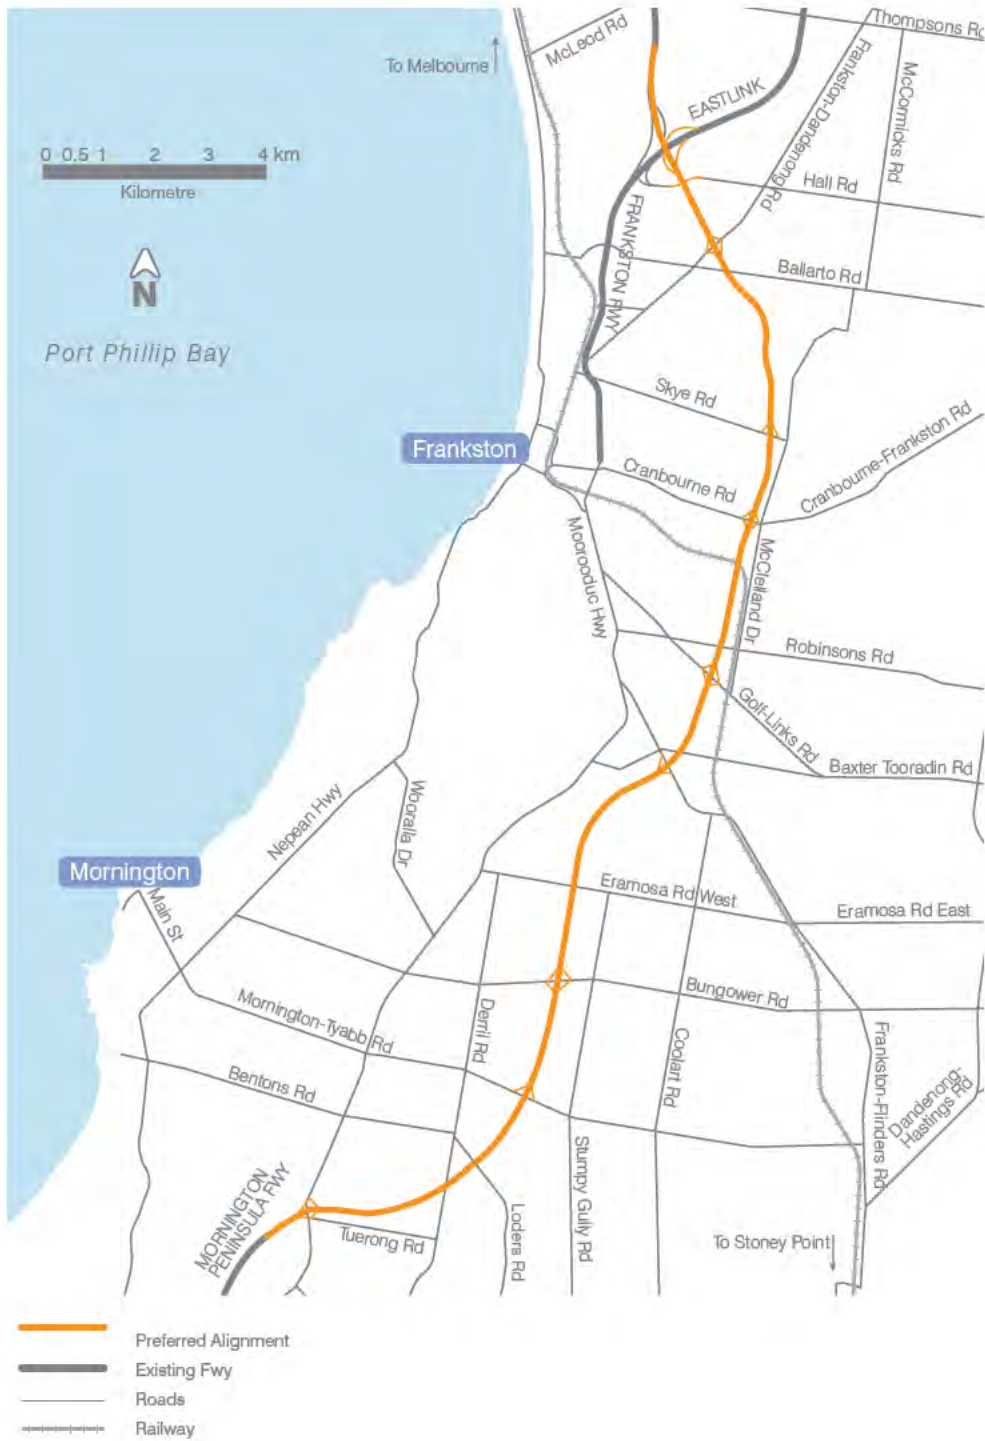 Thompsons Rd
McLeod Rd
To Melbourne
EASTLINK
Frankston-Dandenong Rd
McCormicks Rd
0 0.5 1 2 3 4 km
Kilometre
Hall Rd
FRANKSTON FWY
N
Ballarto Rd
Port Phillip Bay
Skye Rd
Cranbourne-Frankston Rd
Frankston
Cranbourne Rd
Moorooduc Hwy
McClelland Dr
Robinsons Rd
Golf-Links Rd
Baxter Tooradin Rd
Nepean Hwy
Wooralla Dr
Mornington
Main St
Eramosa Rd West
Eramosa Rd East
Bungower Rd
Mornington-Tyabb Rd
Derril Rd
Coolart Rd
Frankston-Flinders Rd
Dandenong-
Hastings Rd
Bentons Rd
Stumpy Gully Rd
MORNINGTON
PENINSULA FWY
Tuerong Rd
Lodera Rd
To Stoney Point
Preferred Alignment
Existing Fwy
Roads
Railway